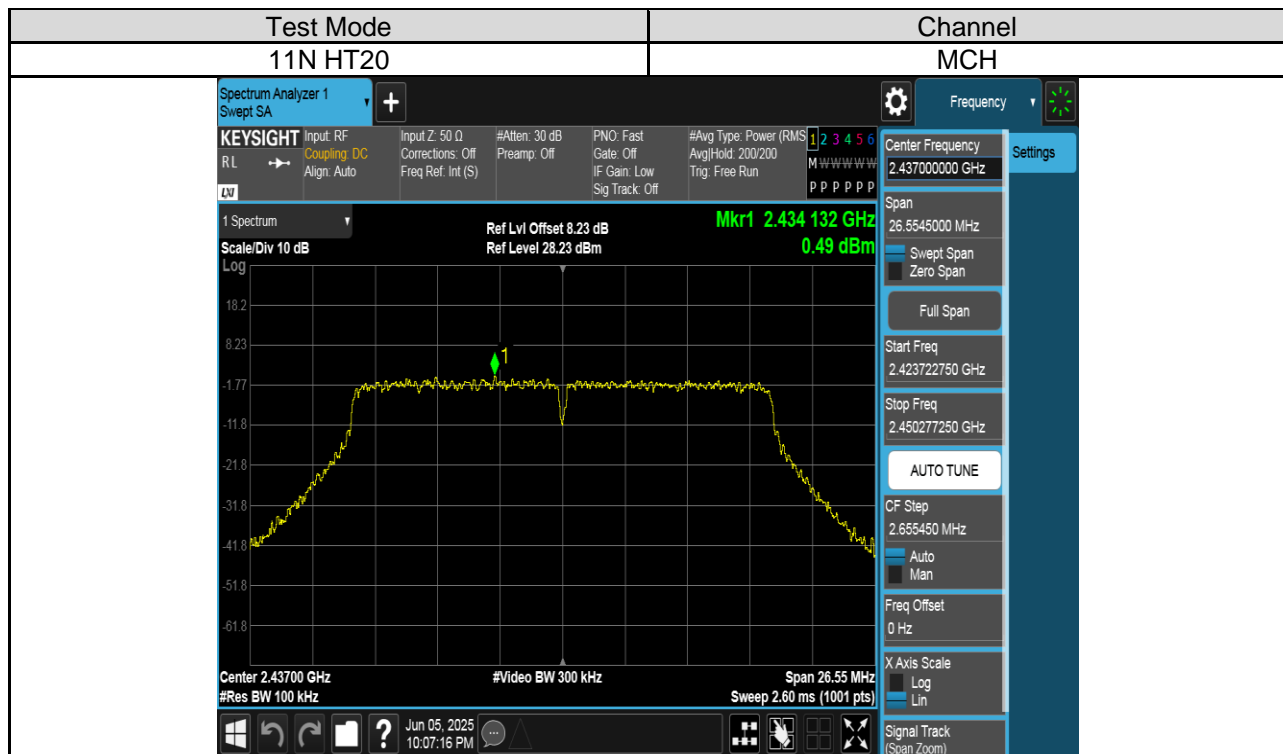 Test Mode
Channel
11N HT20
MCH
Spectrum Analyzer 1
Swept SA
+
Frequency
KEYSIGHT
RL
LXI
Input: RF
Coupling: DC
Align: Auto
Input Z: 50 Ω
Corrections: Off
Freq Ref: Int (S)
#Atten: 30 dB
Preamp: Off
PNO: Fast
Gate: Off
IF Gain: Low
Sig Track: Off
#Avg Type: Power (RMS
Avg|Hold: 200/200
Trig: Free Run
1 2 3 4 5 6
M W W W W W
P P P P P P
1 Spectrum
Scale/Div 10 dB
Ref Lvl Offset 8.23 dB
Ref Level 28.23 dBm
Mkr1 2.434 132 GHz
0.49 dBm
Log
18.2
8.23
-1.77
-11.8
-21.8
-31.8
-41.8
-51.8
-61.8
1
Center 2.43700 GHz
#Res BW 100 kHz
#Video BW 300 kHz
Span 26.55 MHz
Sweep 2.60 ms (1001 pts)
?
Jun 05, 2025
10:07:16 PM
Center Frequency
2.437000000 GHz
Settings
Span
26.5545000 MHz
Swept Span
Zero Span
Full Span
Start Freq
2.423722750 GHz
Stop Freq
2.450277250 GHz
AUTO TUNE
CF Step
2.655450 MHz
Auto
Man
Freq Offset
0 Hz
X Axis Scale
Log
Lin
Signal Track
(Span Zoom)